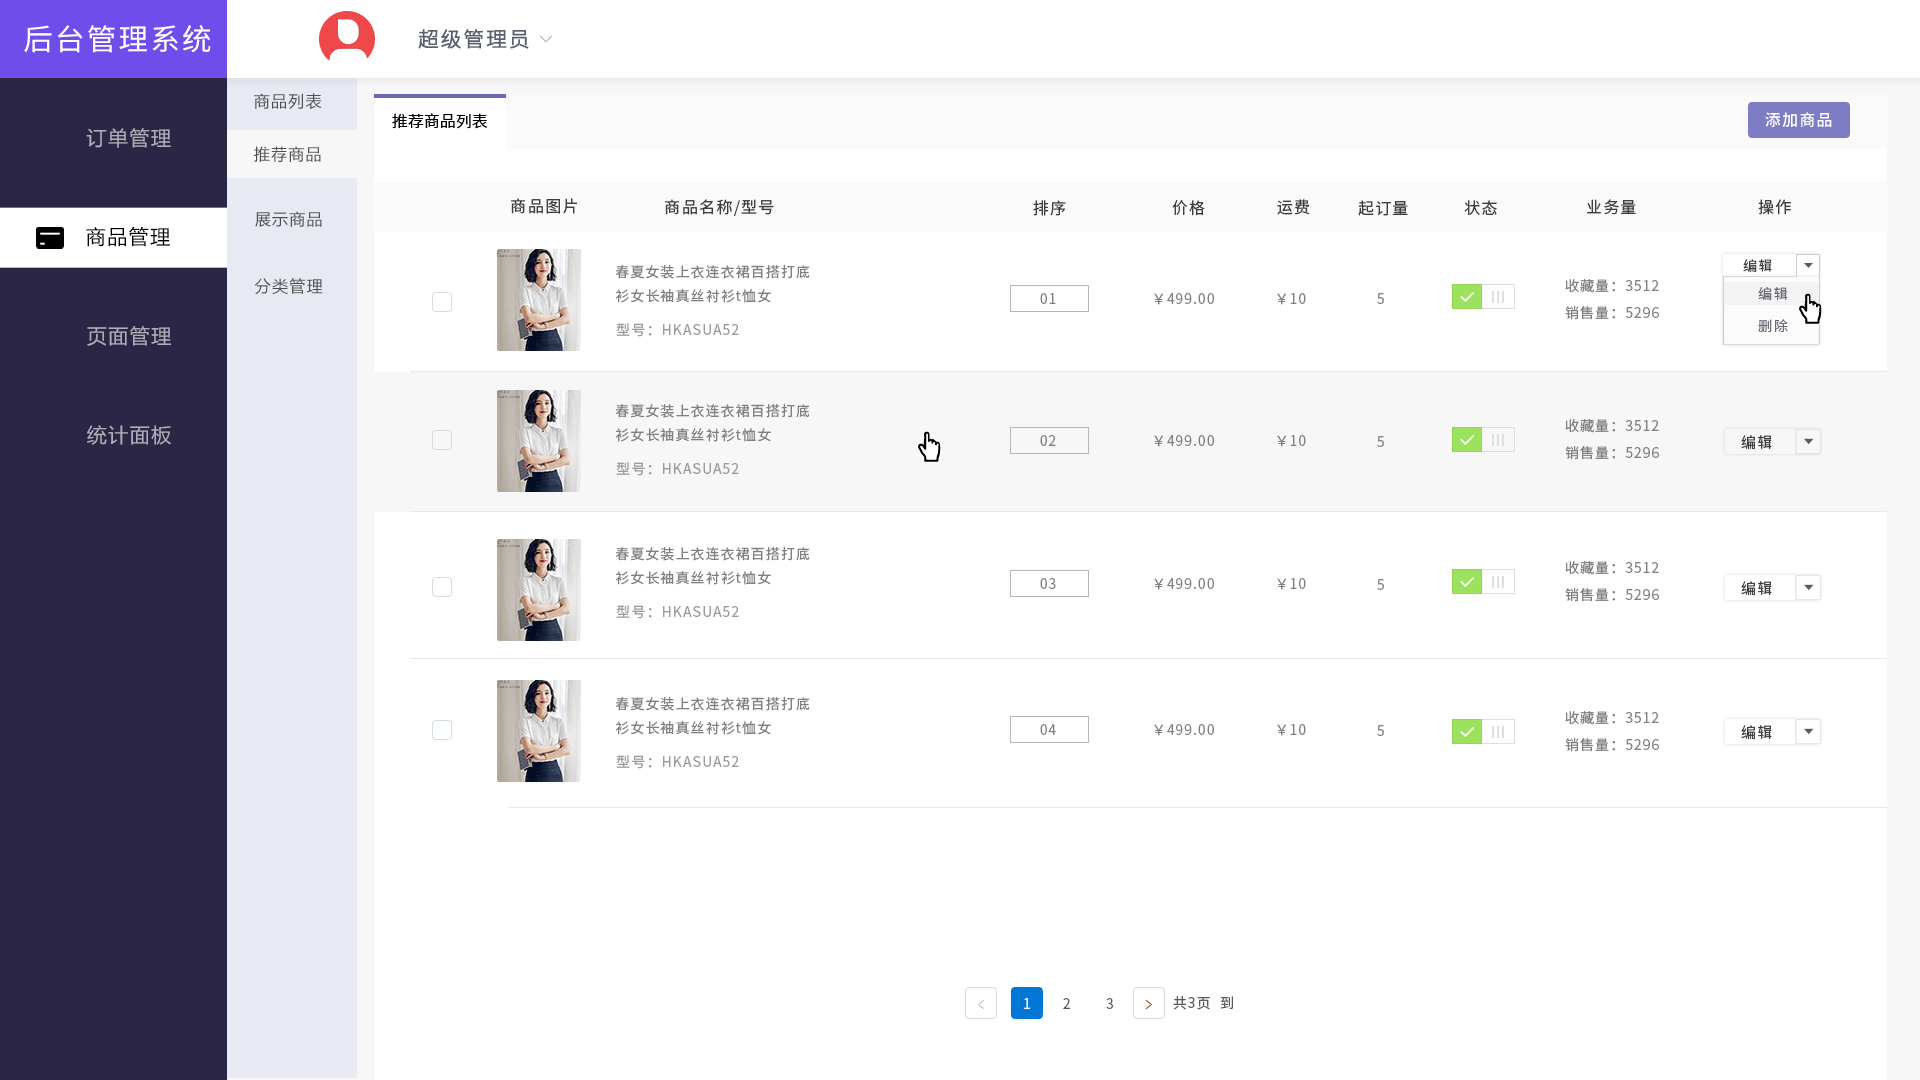 后台管理系统
超级管理员
订单管理
商品管理
页面管理
统计面板
商品列表
推荐商品
展示商品
分类管理
推荐商品列表
添加商品
商品图片 商品名称/型号 排序 价格 运费 起订量 状态 业务量 操作
春夏女装上衣连衣裙百搭打底
衫女长袖真丝衬衫t恤女
型号：HKASUA52
01 ￥499.00 ￥10 5
收藏量：3512
销售量：5296
编辑
编辑
删除
春夏女装上衣连衣裙百搭打底
衫女长袖真丝衬衫t恤女
型号：HKASUA52
02 ￥499.00 ￥10 5
收藏量：3512
销售量：5296
编辑
春夏女装上衣连衣裙百搭打底
衫女长袖真丝衬衫t恤女
型号：HKASUA52
03 ￥499.00 ￥10 5
收藏量：3512
销售量：5296
编辑
春夏女装上衣连衣裙百搭打底
衫女长袖真丝衬衫t恤女
型号：HKASUA52
04 ￥499.00 ￥10 5
收藏量：3512
销售量：5296
编辑
< 1 2 3 > 共3页 到